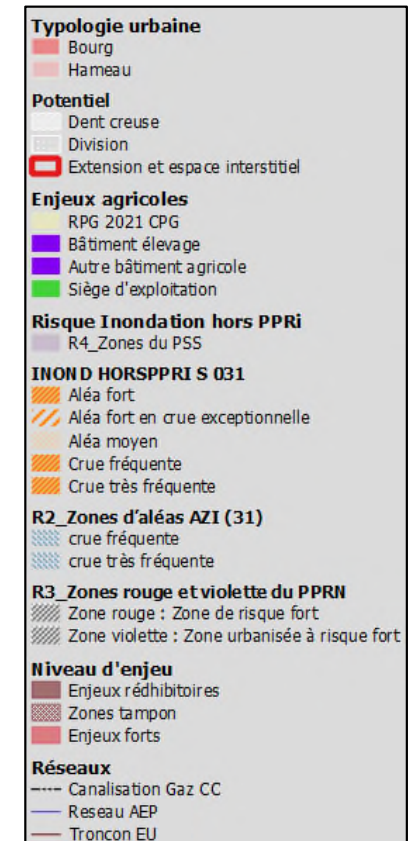 Typologie urbaine
Bourg
Hameau
Potentiel
Dent creuse
Division
Extension et espace interstitiel
Enjeux agricoles
RPG 2021 CPG
Bâtiment élevage
Autre bâtiment agricole
Siège d'exploitation
Risque Inondation hors PPRi
R4_Zones du PSS
INOND HORSPPRI S 031
Aléa fort
Aléa fort en crue exceptionnelle
Aléa moyen
Crue fréquente
Crue très fréquente
R2_Zones d'aléas AZI (31)
crue fréquente
crue très fréquente
R3_Zones rouge et violette du PPRN
Zone rouge : Zone de risque fort
Zone violette : Zone urbanisée à risque fort
Niveau d'enjeu
Enjeux rédhibitoires
Zones tampon
Enjeux forts
Réseaux
Canalisation Gaz CC
Reseau AEP
Troncon EU